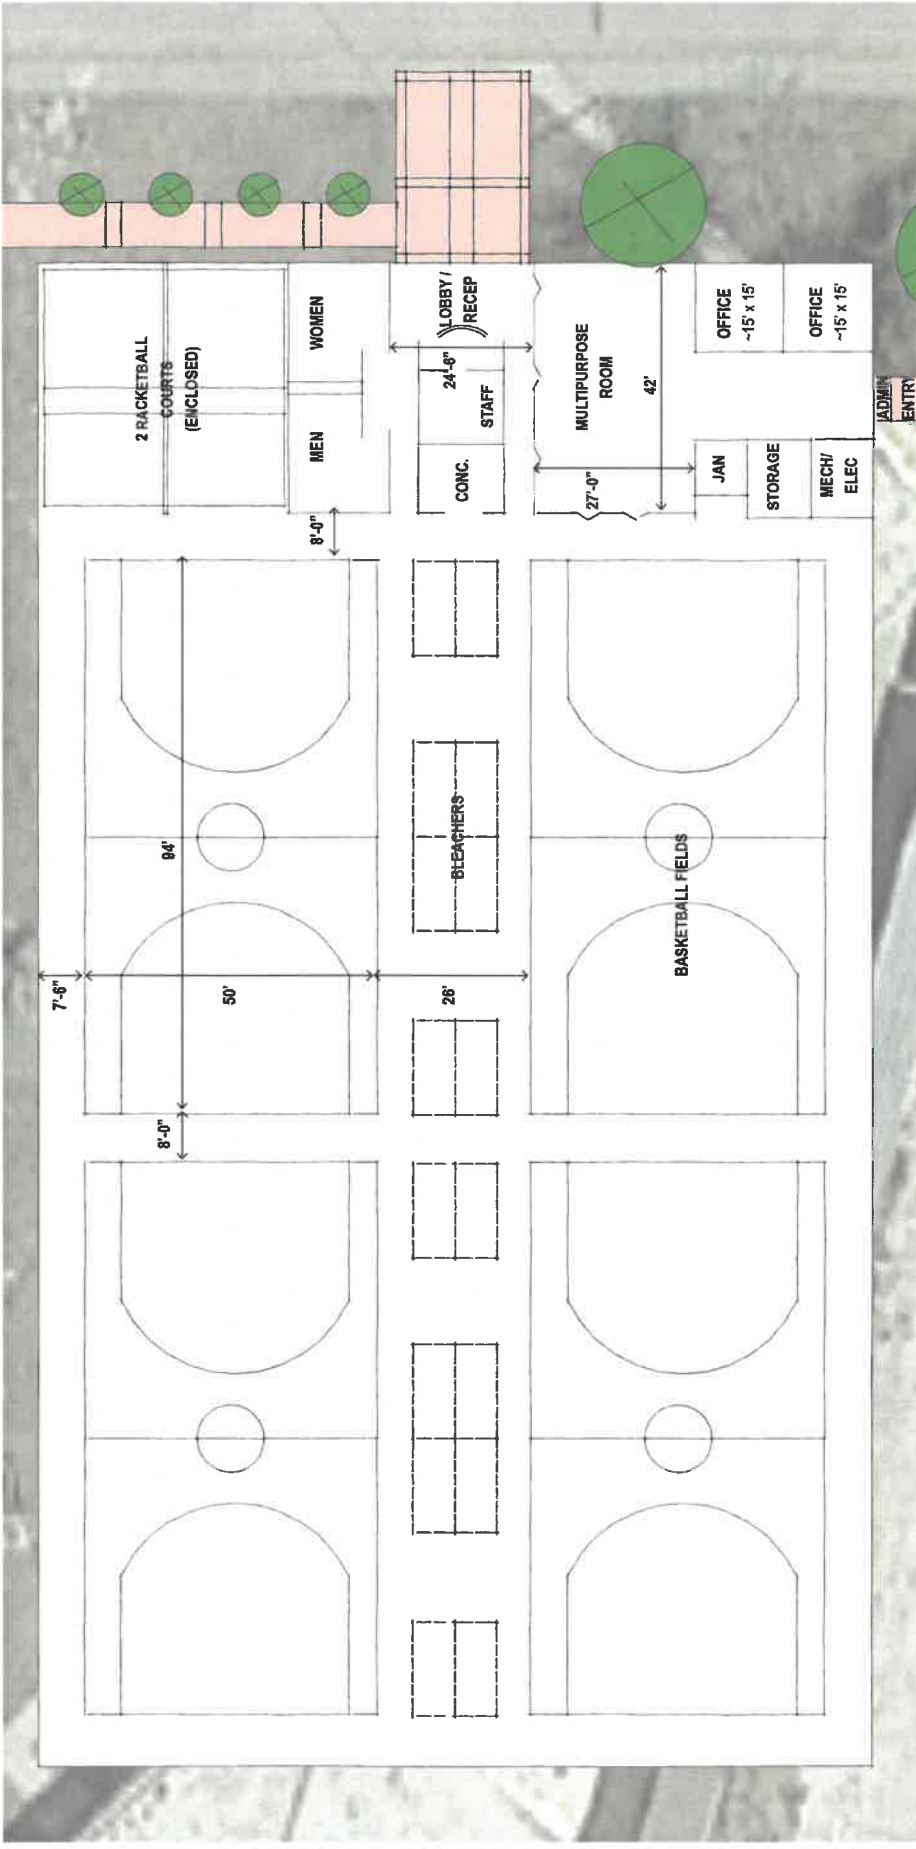 2 RACKETBALL
COURTS
(ENCLOSED)
WOMEN
MEN
LOBBY /
RECEP
24'-6"
STAFF
CONC.
MULTIPURPOSE
ROOM
42'
27'-0"
OFFICE
~15' x 15'
OFFICE
~15' x 15'
JAN
STORAGE
MECH/
ELEC
ADMIN
ENTRY
8'-0"
94'
7'-6"
50'
26'
8'-0"
BLEACHERS
BASKETBALL FIELDS